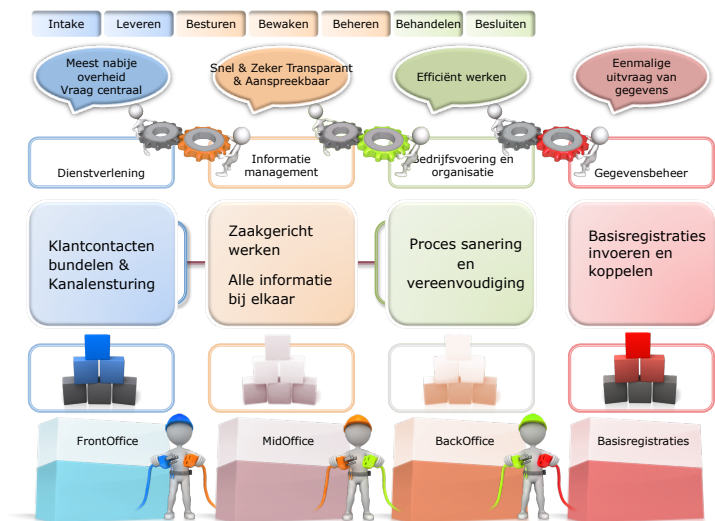 Intake
Leveren
Besturen
Bewaken
Beheren
Behandelen
Besluiten
Meest nabije
overheid
Vraag centraal
Snel & Zeker Transparant
& Aanspreekbaar
Efficiënt werken
Eenmalige
uitvraag van
gegevens
Dienstverlening
Informatie
management
Bedrijfsvoering en
organisatie
Gegevensbeheer
Klantcontacten
bundelen &
Kanalensturing
Zaakgericht
werken
Alle informatie
bij elkaar
Proces sanering
en
vereenvoudiging
Basisregistraties
invoeren en
koppelen
FrontOffice
MidOffice
BackOffice
Basisregistraties